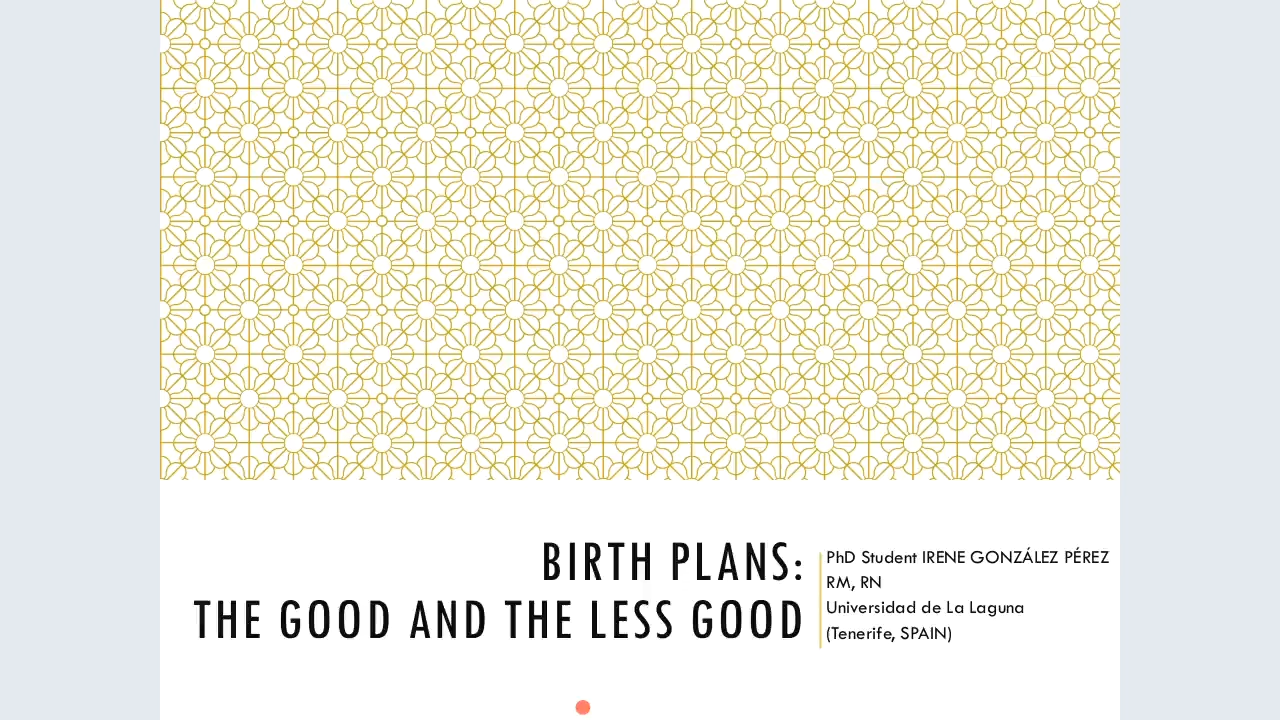 BIRTH PLANS:
THE GOOD AND THE LESS GOOD
PhD Student IRENE GONZÁLEZ PÉREZ
RM, RN
Universidad de La Laguna
(Tenerife, SPAIN)